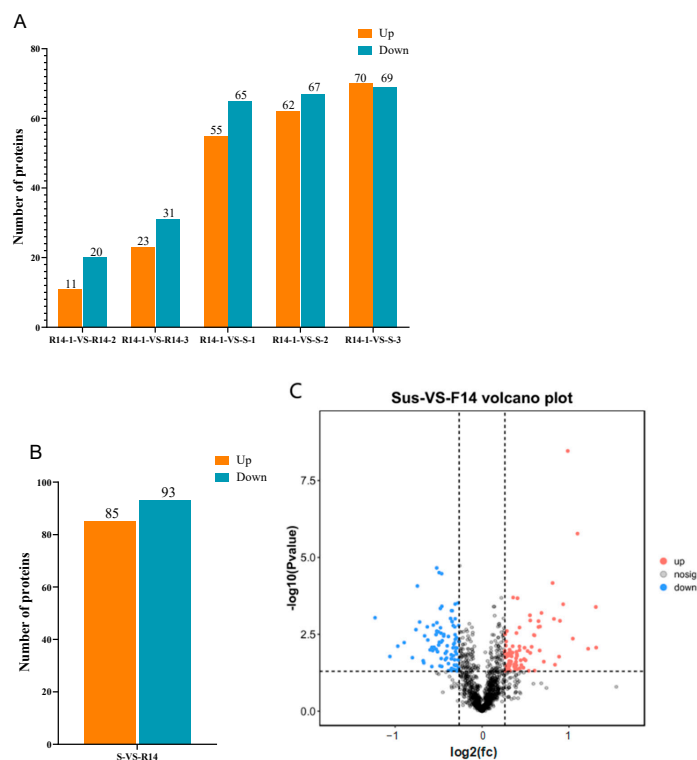 A
Up
Down
Number of proteins
80
60
40
20
0
11
20
23
31
55
65
62
67
70
69
R14-1-VS-R14-2
R14-1-VS-R14-3
R14-1-VS-S-1
R14-1-VS-S-2
R14-1-VS-S-3
B
Up
Down
Number of proteins
100
80
60
40
20
0
85
93
S-VS-R14
C
Sus-VS-F14 volcano plot
-log10(Pvalue)
7.5
5.0
2.5
0.0
−1
0
1
log2(fc)
up
nosig
down